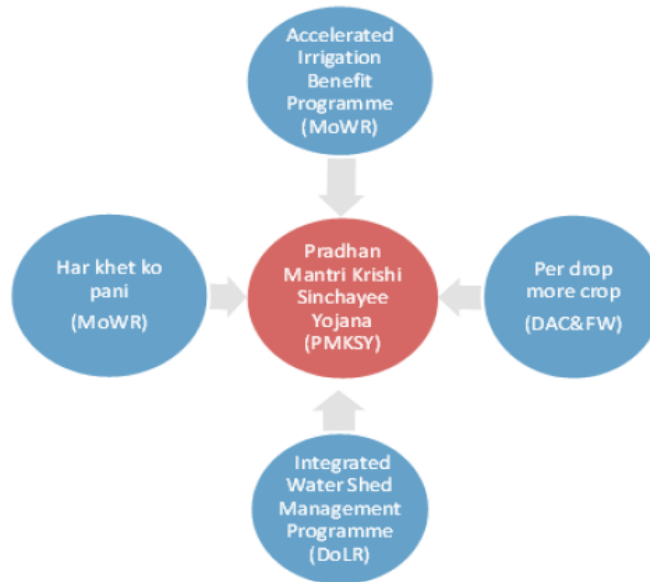 Accelerated
Irrigation
Benefit
Programme
(MoWR)
Har khet ko
pani
(MoWR)
Pradhan
Mantri Krishi
Sinchayee
Yojana
(PMKSY)
Per drop
more crop
(DAC&FW)
Integrated
Water Shed
Management
Programme
(DoLR)